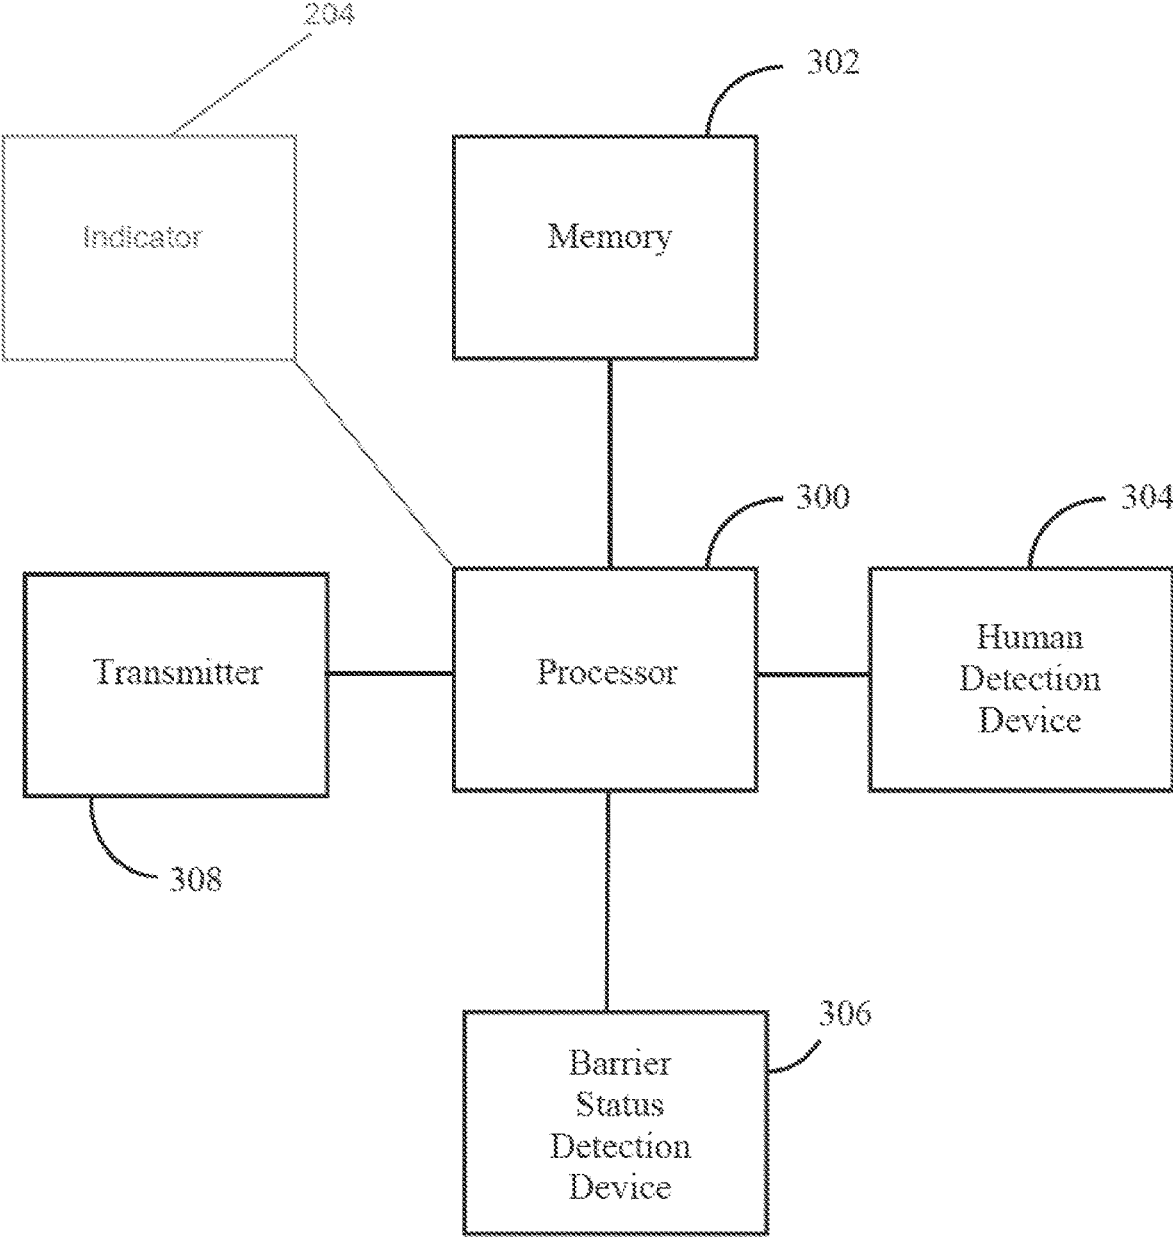 204
302
Indicator
Memory
300
304
Transmitter
Processor
Human
Detection
Device
308
306
Barrier
Status
Detection
Device